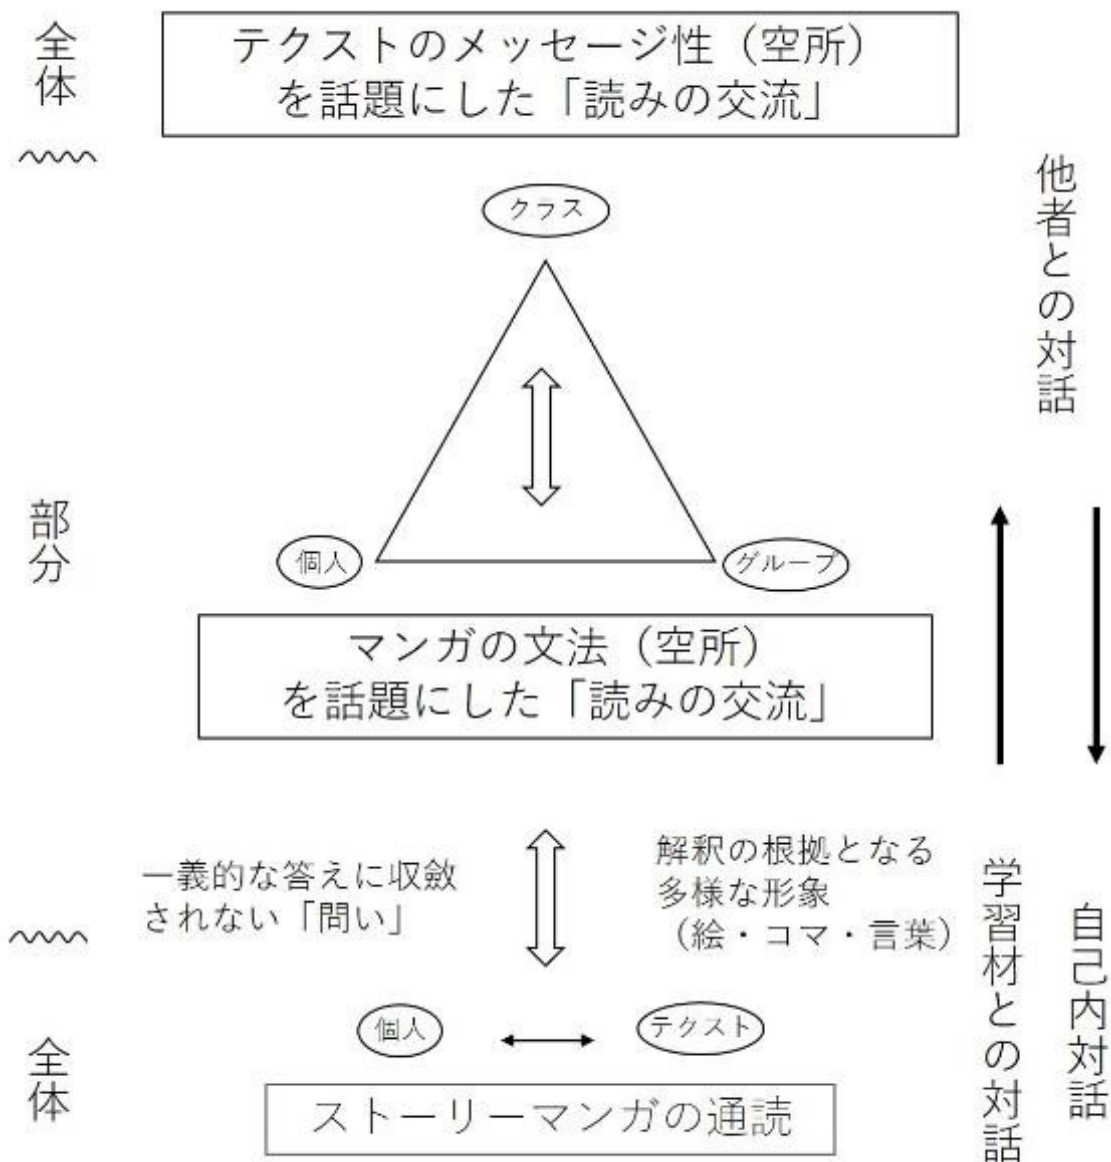 全体
テクストのメッセージ性（空所）
を話題にした「読みの交流」
他者との対話
クラス
部分
個人
グループ
マンガの文法（空所）
を話題にした「読みの交流」
一義的な答えに収斂
されない「問い」
解釈の根拠となる
多様な形象
（絵・コマ・言葉）
学習材との対話
自己内対話
個人
テクスト
全体
ストーリーマンガの通読